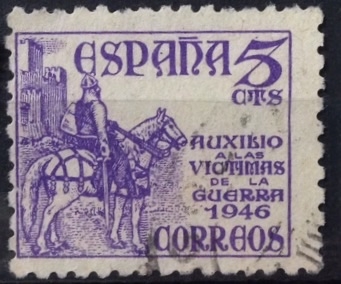 ESPAÑA 5
CTS
AUXILIO
A LAS
VICTIMAS
DE LA
GUERRA
1946
CORREOS